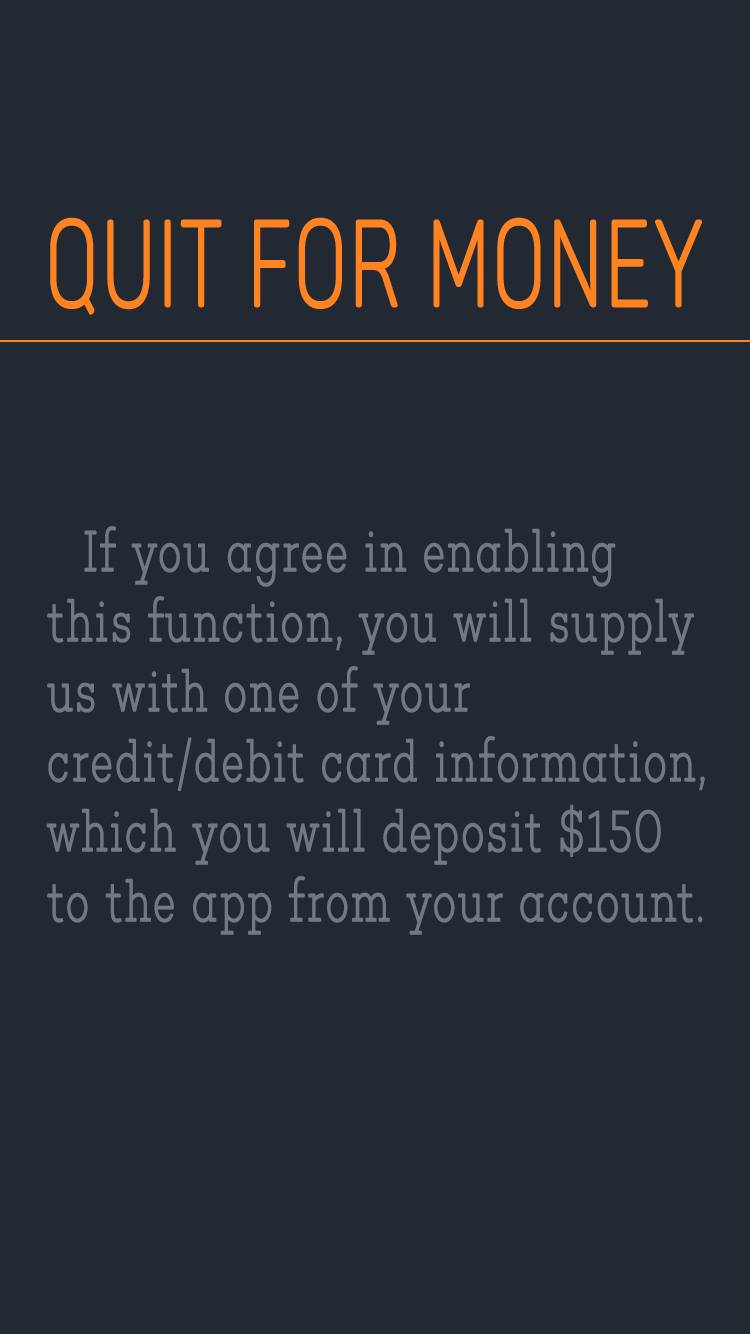 QUIT FOR MONEY
If you agree in enabling
this function, you will supply
us with one of your
credit/debit card information,
which you will deposit $150
to the app from your account.